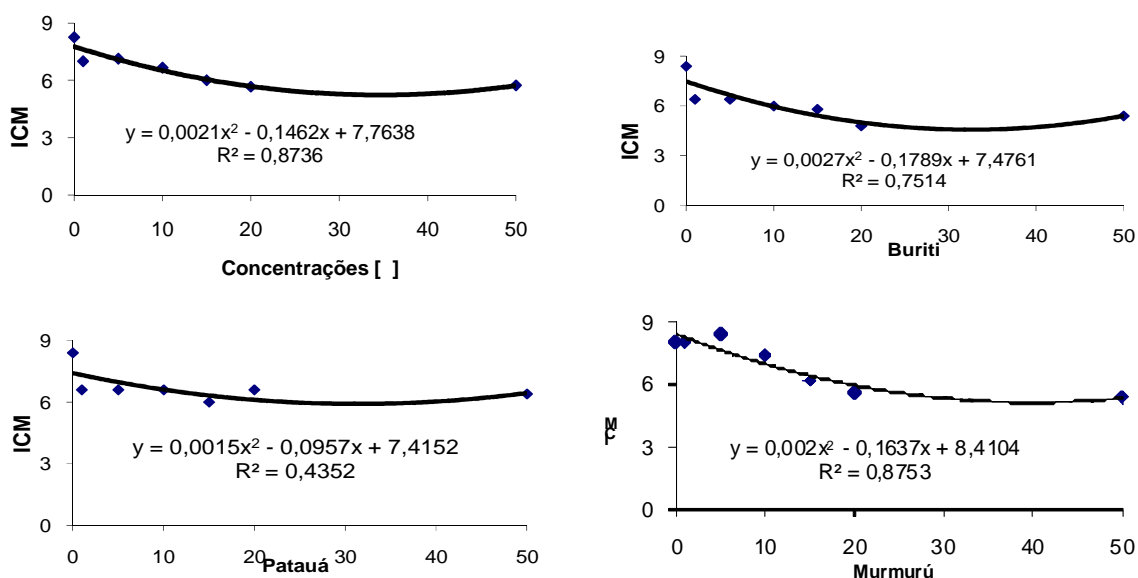 9
6
3
0
ICM
y = 0,0021x² - 0,1462x + 7,7638
R² = 0,8736
0 10 20 30 40 50
Concentrações [ ]
9
6
3
0
ICM
y = 0,0027x² - 0,1789x + 7,4761
R² = 0,7514
0 10 20 30 40 50
Buriti
9
6
3
0
ICM
y = 0,0015x² - 0,0957x + 7,4152
R² = 0,4352
0 10 20 30 40 50
Patauá
9
6
3
0
ICM
y = 0,002x² - 0,1637x + 8,4104
R² = 0,8753
0 10 20 30 40 50
Murmurú